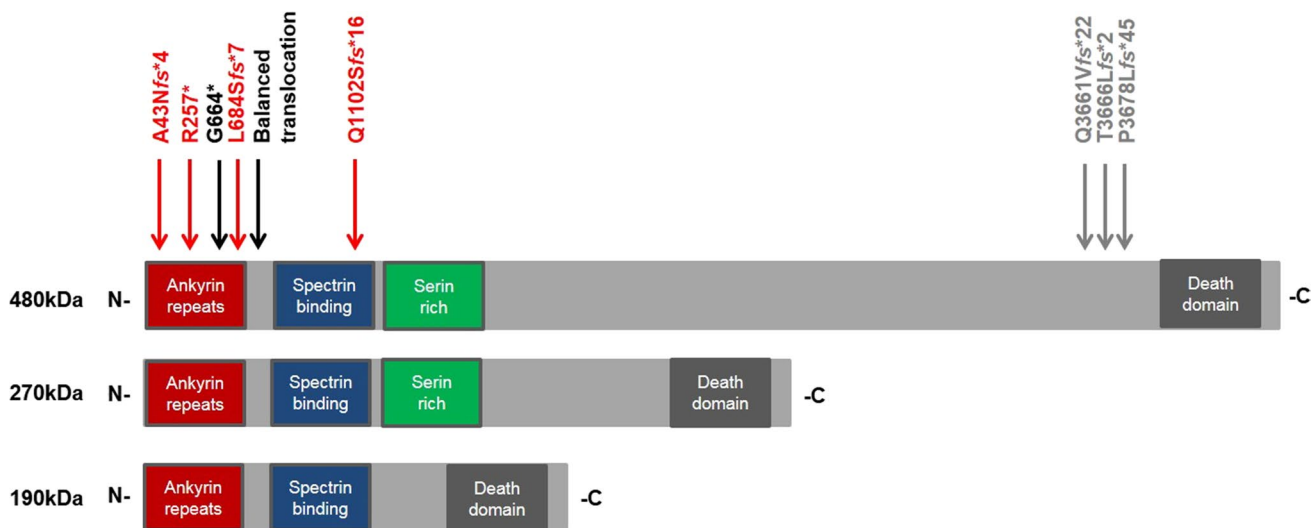 A43Nfs*4
R257*
G664*
L684Sfs*7
Balanced
translocation
Q1102Sfs*16
Q3661Vfs*22
T3666Lfs*2
P3678Lfs*45
480kDa N- Ankyrin repeats Spectrin binding Serin rich Death domain -C
270kDa N- Ankyrin repeats Spectrin binding Serin rich Death domain -C
190kDa N- Ankyrin repeats Spectrin binding Death domain -C